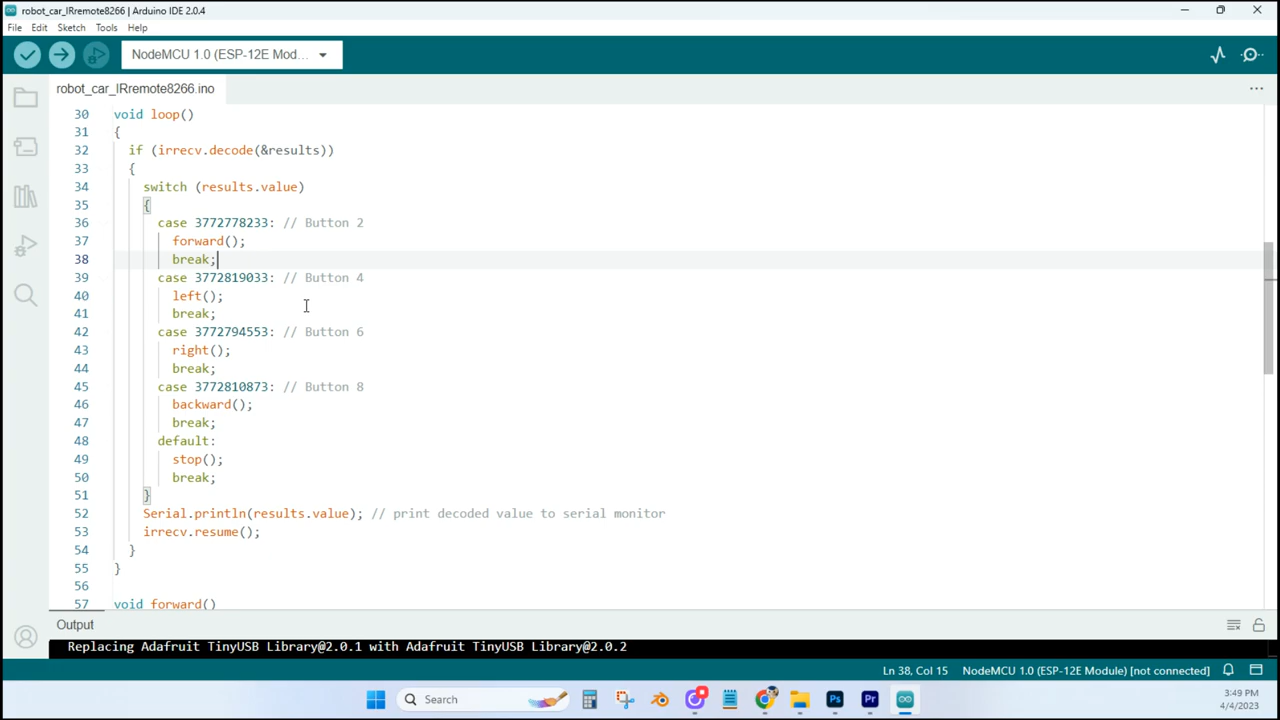 robot_car_IRremote8266 | Arduino IDE 2.0.4
File Edit Sketch Tools Help
NodeMCU 1.0 (ESP-12E Mod...
robot_car_IRremote8266.ino
30 void loop()
31 {
32 if (irrecv.decode(&results))
33 {
34 switch (results.value)
35 {
36 case 3772778233: // Button 2
37 forward();
38 break;
39 case 3772819033: // Button 4
40 left();
41 break;
42 case 3772794553: // Button 6
43 right();
44 break;
45 case 3772810873: // Button 8
46 backward();
47 break;
48 default:
49 stop();
50 break;
51 }
52 Serial.println(results.value); // print decoded value to serial monitor
53 irrecv.resume();
54 }
55 }
56
57 void forward()
Output
Replacing Adafruit TinyUSB Library@2.0.1 with Adafruit TinyUSB Library@2.0.2
Ln 38, Col 15 NodeMCU 1.0 (ESP-12E Module) [not connected]
Search
Ps
Pr
3:49 PM
4/4/2023